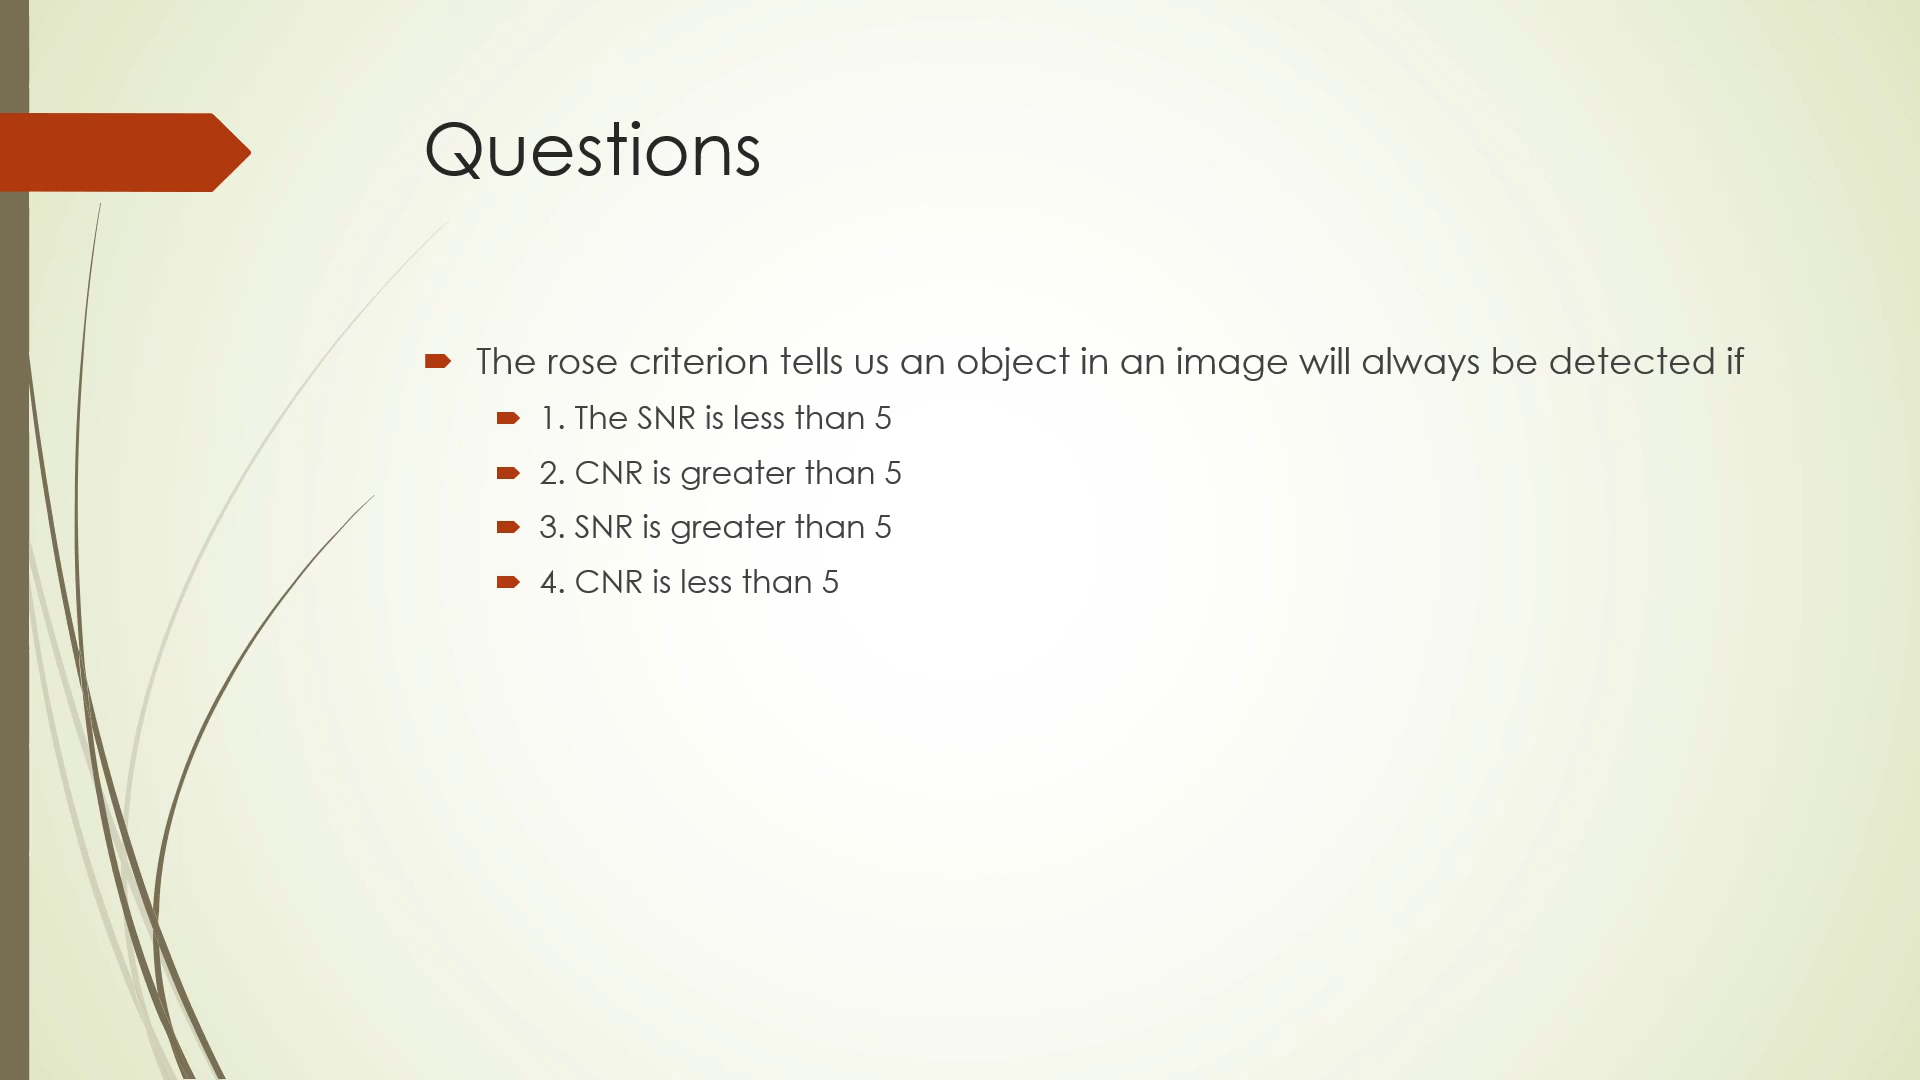 Questions
The rose criterion tells us an object in an image will always be detected if
1. The SNR is less than 5
2. CNR is greater than 5
3. SNR is greater than 5
4. CNR is less than 5